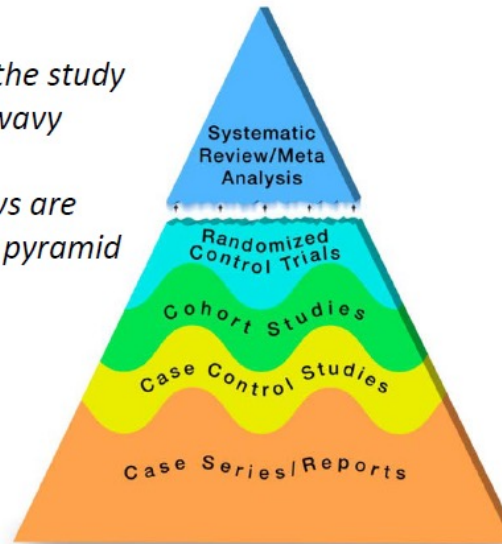 the study
wavy
ws are
pyramid
Systematic
Review/Meta
Analysis
Randomized
Control Trials
Cohort Studies
Case Control Studies
Case Series/Reports